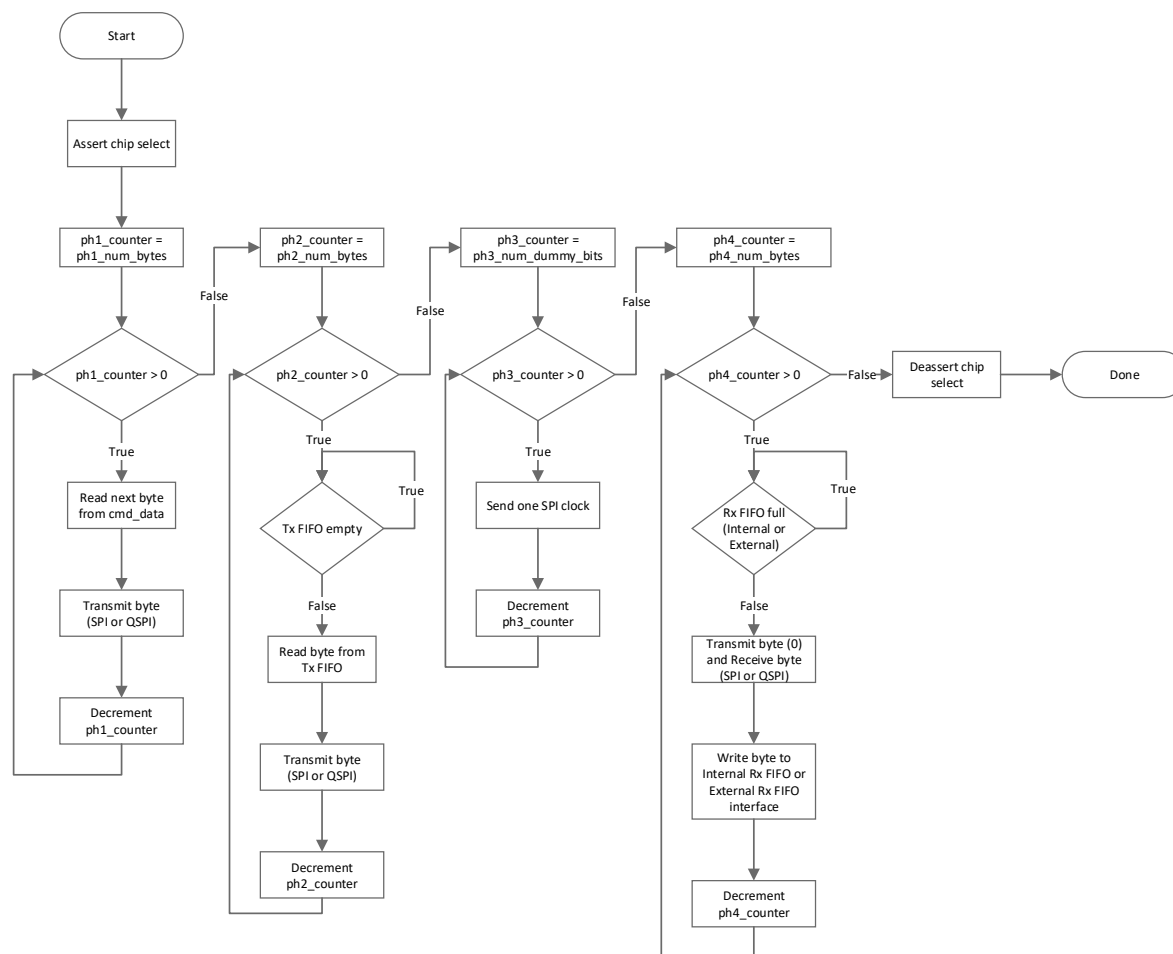 Start
Assert chip select
ph1_counter =
ph1_num_bytes
ph1_counter > 0
False
True
Read next byte
from cmd_data
Transmit byte
(SPI or QSPI)
Decrement
ph1_counter
ph2_counter =
ph2_num_bytes
ph2_counter > 0
False
True
Tx FIFO empty
True
False
Read byte from
Tx FIFO
Transmit byte
(SPI or QSPI)
Decrement
ph2_counter
ph3_counter =
ph3_num_dummy_bits
ph3_counter > 0
False
True
Send one SPI clock
Decrement
ph3_counter
ph4_counter =
ph4_num_bytes
ph4_counter > 0
False
True
Rx FIFO full
(Internal or
External)
True
False
Transmit byte (0)
and Receive byte
(SPI or QSPI)
Write byte to
Internal Rx FIFO or
External Rx FIFO
interface
Decrement
ph4_counter
Deassert chip
select
Done